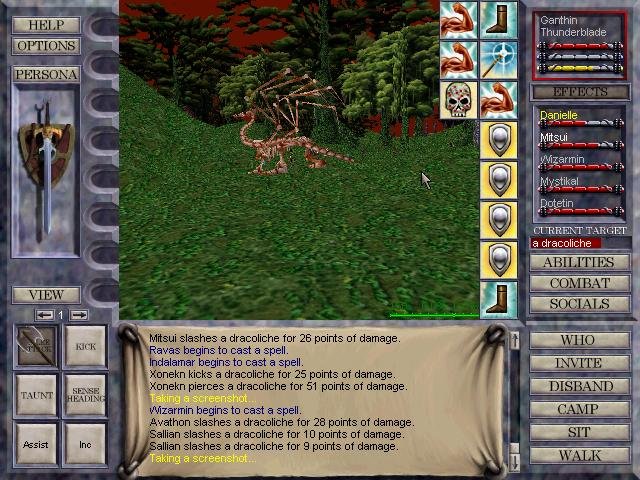 HELP
OPTIONS
PERSONA
VIEW
1
KICK
TAUNT
SENSE
HEADING
Assist
Inc
Mitsui slashes a dracoliche for 26 points of damage.
Ravas begins to cast a spell.
Indalamar begins to cast a spell.
Xonekn kicks a dracoliche for 25 points of damage.
Xonekn pierces a dracoliche for 51 points of damage.
Taking a screenshot...
Wizarmin begins to cast a spell.
Avathon slashes a dracoliche for 28 points of damage.
Sallian slashes a dracoliche for 10 points of damage.
Sallian slashes a dracoliche for 9 points of damage.
Taking a screenshot...
Ganthin
Thunderblade
EFFECTS
Danielle
Mitsui
Wizarmin
Mystikal
Dotetin
CURRENT TARGET
a dracoliche
ABILITIES
COMBAT
SOCIALS
WHO
INVITE
DISBAND
CAMP
SIT
WALK